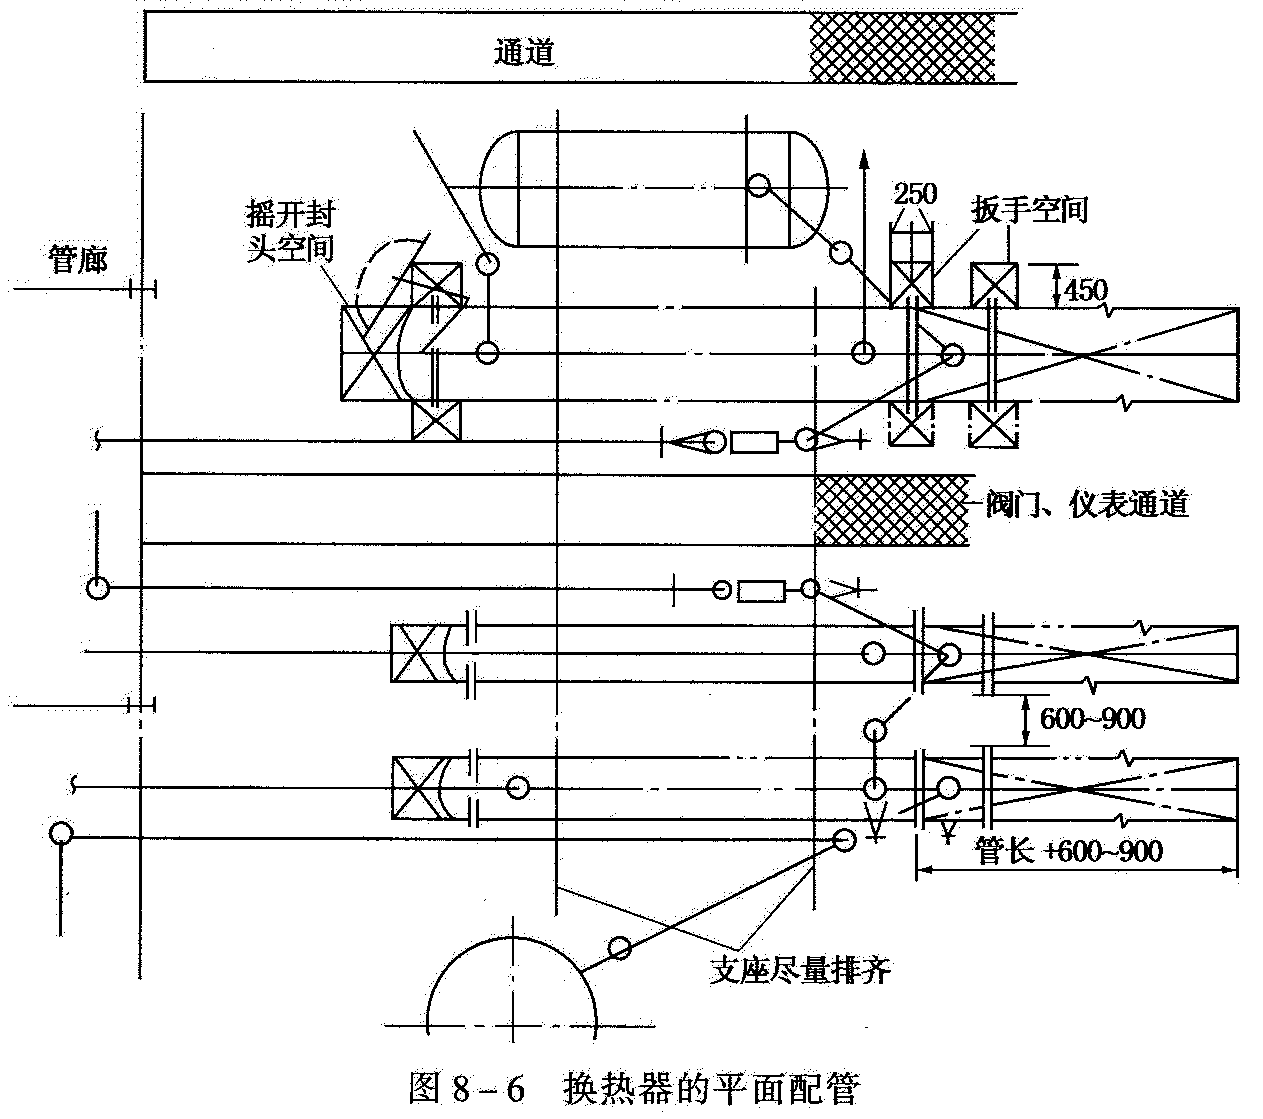 通道
250
扳手空间
摇开封
头空间
管廊
450
阀门、仪表通道
600~900
管长 +600~900
支座尽量排齐
图 8-6 换热器的平面配管